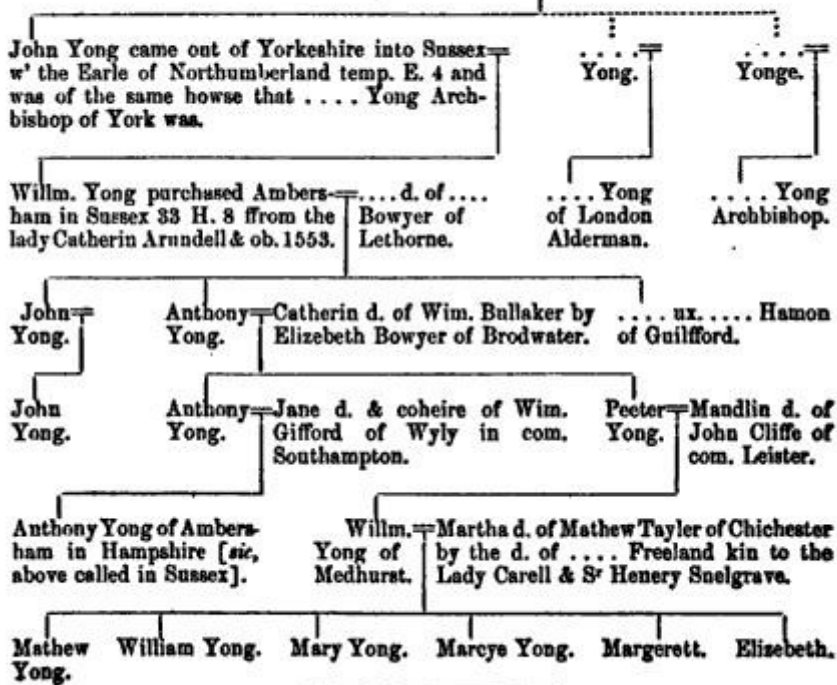 John Yong came out of Yorkeshire into Sussex
w' the Earle of Northumberland temp. E. 4 and
was of the same howse that . . . . Yong Arch-
bishop of York was.
. . . .
Yong.
. . . .
Yonge.
Willm. Yong purchased Ambers-
ham in Sussex 33 H. 8 ffrom the
lady Catherin Arundell & ob. 1553.
. . . . d. of . . . .
Bowyer of
Lethorne.
. . . . Yong
of London
Alderman.
. . . . Yong
Archbishop.
John
Yong.
Anthony
Yong.
Catherin d. of Wim. Bullaker by
Elizebeth Bowyer of Brodwater.
. . . . ux. . . . . Hamon
of Guilfford.
John
Yong.
Anthony
Yong.
Jane d. & coheire of Wim.
Gifford of Wyly in com.
Southampton.
Peeter
Yong.
Mandlin d. of
John Cliffe of
com. Leister.
Anthony Yong of Ambers-
ham in Hampshire [sic,
above called in Sussex].
Willm.
Yong of
Medhurst.
Martha d. of Mathew Tayler of Chichester
by the d. of . . . . Freeland kin to the
Lady Carell & Sr Henery Snelgrave.
Mathew
Yong.
William Yong.
Mary Yong.
Marcye Yong.
Margerett.
Elizebeth.